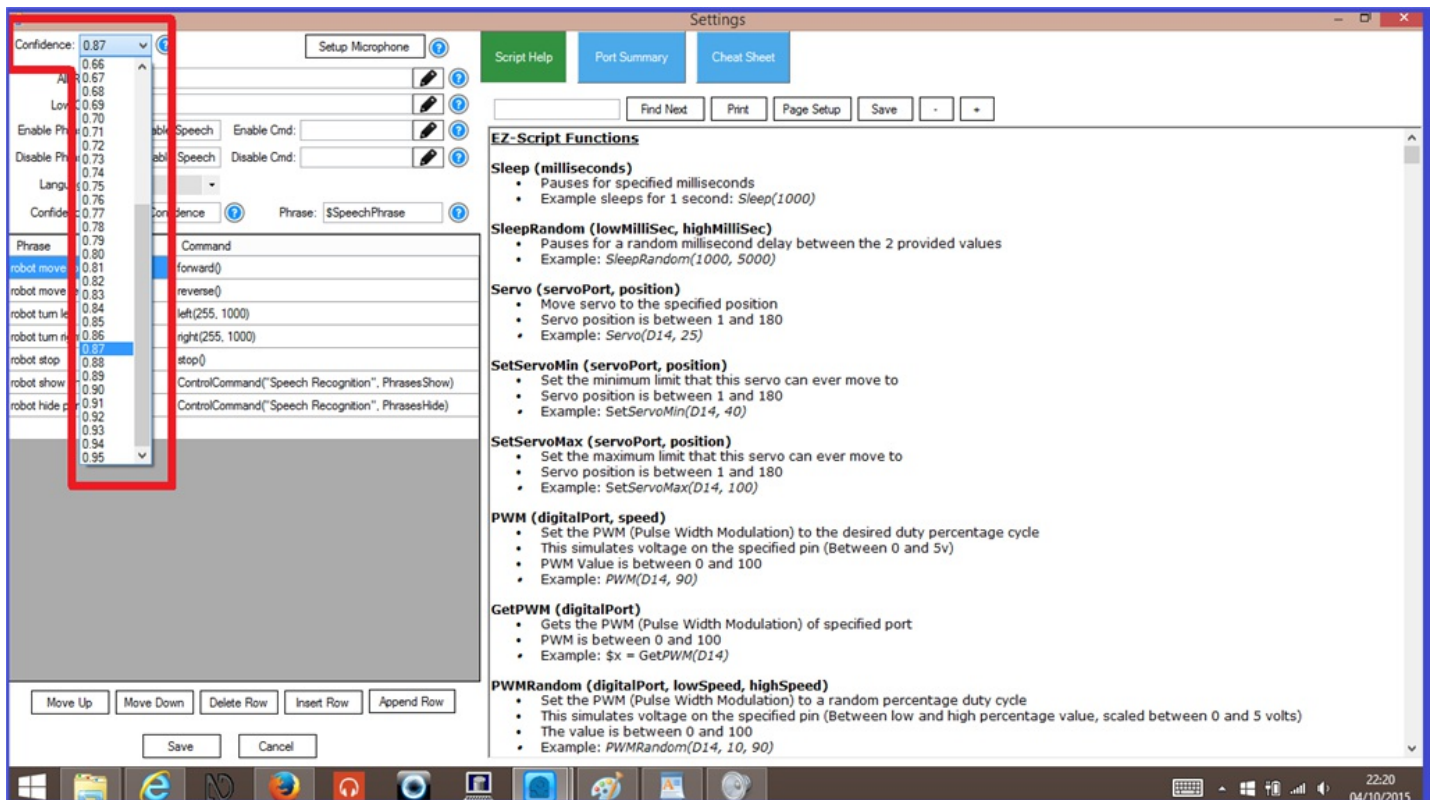 Settings
Confidence: 0.87
Setup Microphone
0.66
0.67
0.68
0.69
0.70
0.71
0.72
0.73
0.74
0.75
0.76
0.77
0.78
0.79
0.80
0.81
0.82
0.83
0.84
0.85
0.86
0.87
0.88
0.89
0.90
0.91
0.92
0.93
0.94
0.95
Enable Speech Enable Cmd:
Disable Speech Disable Cmd:
Phrase: $SpeechPhrase
Phrase Command
robot move forward()
robot move reverse()
robot turn left(255, 1000)
robot turn right(255, 1000)
robot stop stop()
robot show ControlCommand("Speech Recognition", PhrasesShow)
robot hide ControlCommand("Speech Recognition", PhrasesHide)
Move Up Move Down Delete Row Insert Row Append Row
Save Cancel
Script Help Port Summary Cheat Sheet
Find Next Print Page Setup Save - +
EZ-Script Functions
Sleep (milliseconds)
• Pauses for specified milliseconds
• Example sleeps for 1 second: Sleep(1000)
SleepRandom (lowMilliSec, highMilliSec)
• Pauses for a random millisecond delay between the 2 provided values
• Example: SleepRandom(1000, 5000)
Servo (servoPort, position)
• Move servo to the specified position
• Servo position is between 1 and 180
• Example: Servo(D14, 25)
SetServoMin (servoPort, position)
• Set the minimum limit that this servo can ever move to
• Servo position is between 1 and 180
• Example: SetServoMin(D14, 40)
SetServoMax (servoPort, position)
• Set the maximum limit that this servo can ever move to
• Servo position is between 1 and 180
• Example: SetServoMax(D14, 100)
PWM (digitalPort, speed)
• Set the PWM (Pulse Width Modulation) to the desired duty percentage cycle
• This simulates voltage on the specified pin (Between 0 and 5v)
• PWM Value is between 0 and 100
• Example: PWM(D14, 90)
GetPWM (digitalPort)
• Gets the PWM (Pulse Width Modulation) of specified port
• PWM is between 0 and 100
• Example: $x = GetPWM(D14)
PWMRandom (digitalPort, lowSpeed, highSpeed)
• Set the PWM (Pulse Width Modulation) to a random percentage duty cycle
• This simulates voltage on the specified pin (Between low and high percentage value, scaled between 0 and 5 volts)
• The value is between 0 and 100
• Example: PWMRandom(D14, 10, 90)
22:20
04/10/2015